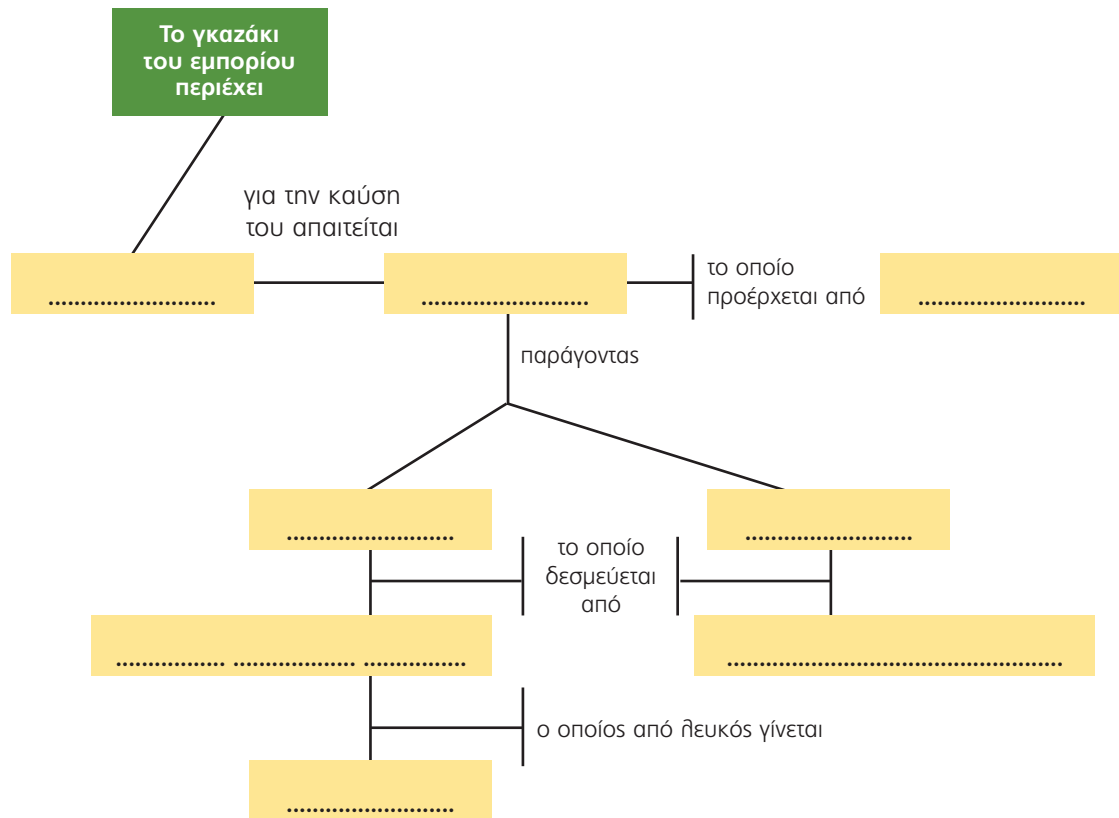 Το γκαζάκι
του εμπορίου
περιέχει
για την καύση
του απαιτείται
..........................
..........................
το οποίο
προέρχεται από
..........................
παράγοντας
..........................
..........................
το οποίο
δεσμεύεται
από
................. ................... ................
....................................................
ο οποίος από λευκός γίνεται
..........................